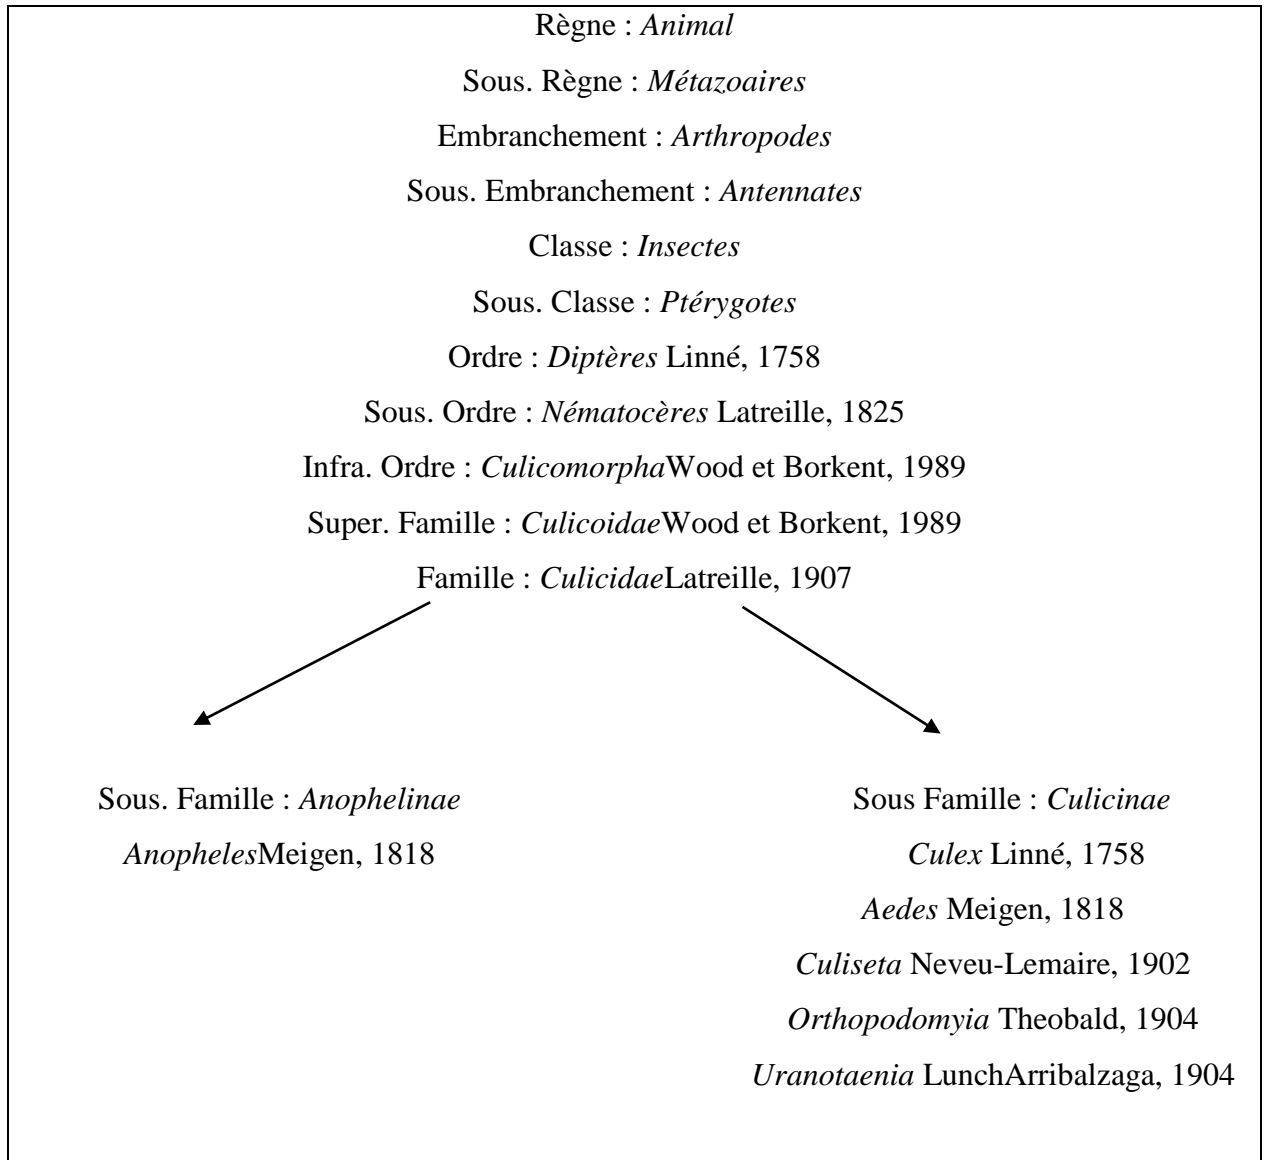 Règne : Animal
Sous. Règne : Métazoaires
Embranchement : Arthropodes
Sous. Embranchement : Antennates
Classe : Insectes
Sous. Classe : Ptérygotes
Ordre : Diptères Linné, 1758
Sous. Ordre : Nématocères Latreille, 1825
Infra. Ordre : CulicomorphaWood et Borkent, 1989
Super. Famille : CulicoidaeWood et Borkent, 1989
Famille : CulicidaeLatreille, 1907
Sous. Famille : Anophelinae
AnophelesMeigen, 1818
Sous Famille : Culicinae
Culex Linné, 1758
Aedes Meigen, 1818
Culiseta Neveu-Lemaire, 1902
Orthopodomyia Theobald, 1904
Uranotaenia LunchArribalzaga, 1904